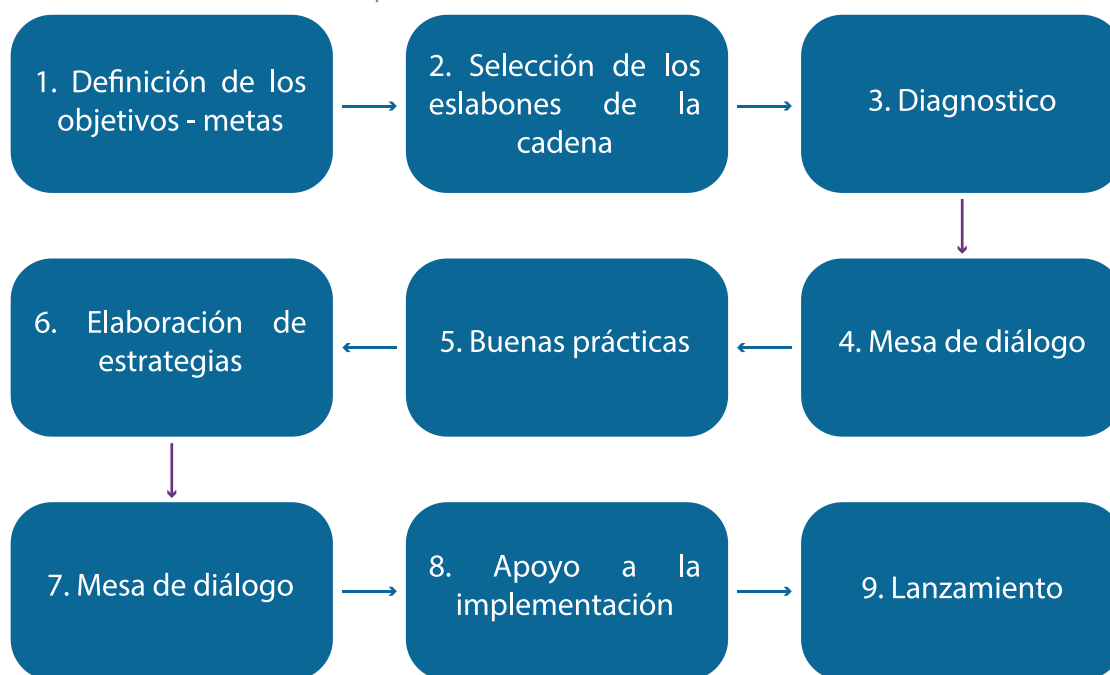 1. Definición de los
objetivos - metas
2. Selección de los
eslabones de la
cadena
3. Diagnostico
4. Mesa de diálogo
5. Buenas prácticas
6. Elaboración de
estrategias
7. Mesa de diálogo
8. Apoyo a la
implementación
9. Lanzamiento